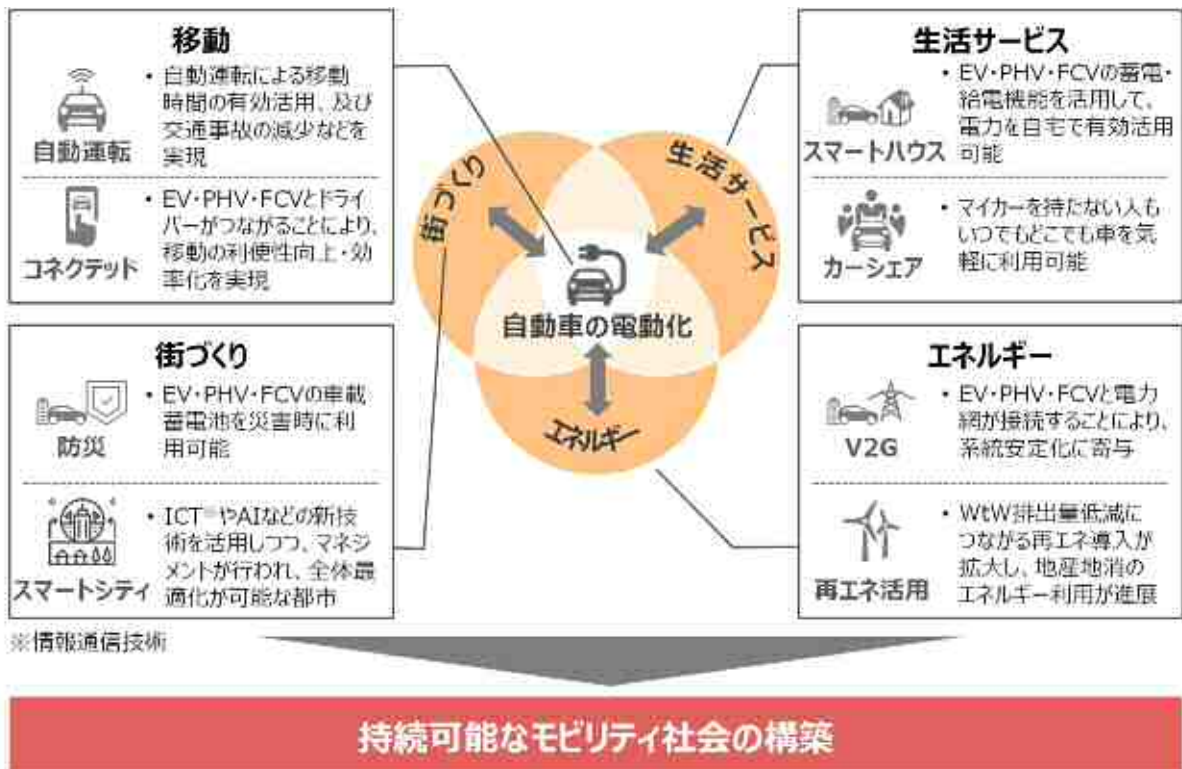 移動
自動運転
・自動運転による移動
時間の有効活用、及び
交通事故の減少などを
実現
コネクテッド
・EV・PHV・FCVとドライ
バーがつながることにより、
移動の利便性向上・効
率化を実現
生活サービス
スマートハウス
・EV・PHV・FCVの蓄電・
給電機能を活用して、
電力を自宅で有効活用
可能
カーシェア
・マイカーを持たない人も
いつでもどこでも車を気
軽に利用可能
街づくり
生活サービス
自動車の電動化
エネルギー
街づくり
防災
・EV・PHV・FCVの車載
蓄電池を災害時に利
用可能
スマートシティ
・ICT※やAIなどの新技
術を活用しつつ、マネジ
メントが行われ、全体最
適化が可能な都市
エネルギー
V2G
・EV・PHV・FCVと電力
網が接続することにより、
系統安定化に寄与
再エネ活用
・WtW排出量低減に
つながる再エネ導入が
拡大し、地産地消の
エネルギー利用が進展
※情報通信技術
持続可能なモビリティ社会の構築